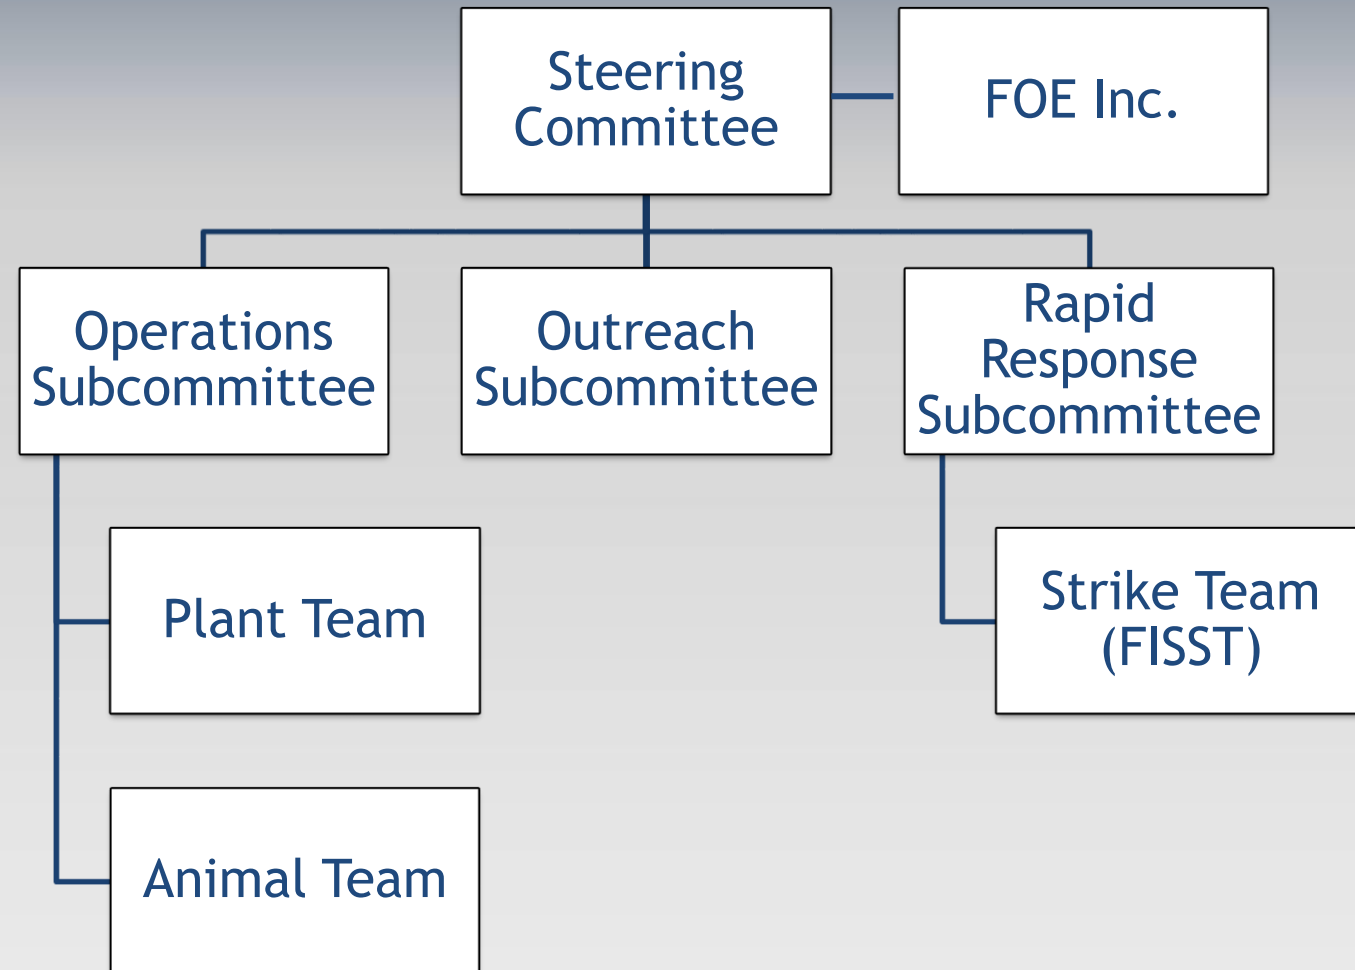 Steering
Committee
FOE Inc.
Operations
Subcommittee
Outreach
Subcommittee
Rapid
Response
Subcommittee
Plant Team
Strike Team
(FISST)
Animal Team